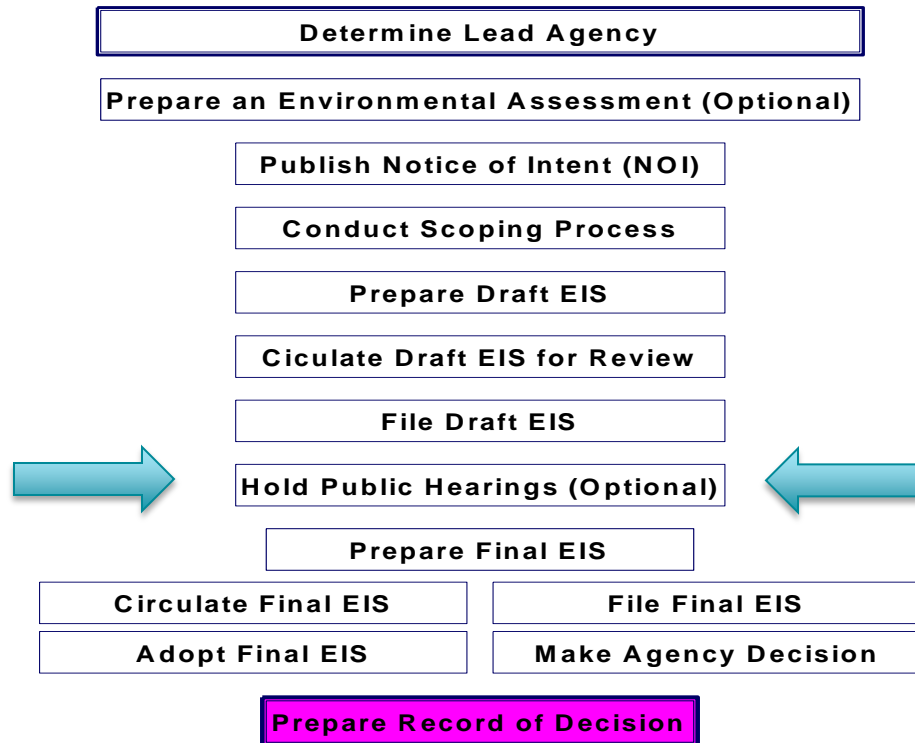 Determine Lead Agency
Prepare an Environmental Assessment (Optional)
Publish Notice of Intent (NOI)
Conduct Scoping Process
Prepare Draft EIS
Ciculate Draft EIS for Review
File Draft EIS
Hold Public Hearings (Optional)
Prepare Final EIS
Circulate Final EIS
File Final EIS
Adopt Final EIS
Make Agency Decision
Prepare Record of Decision